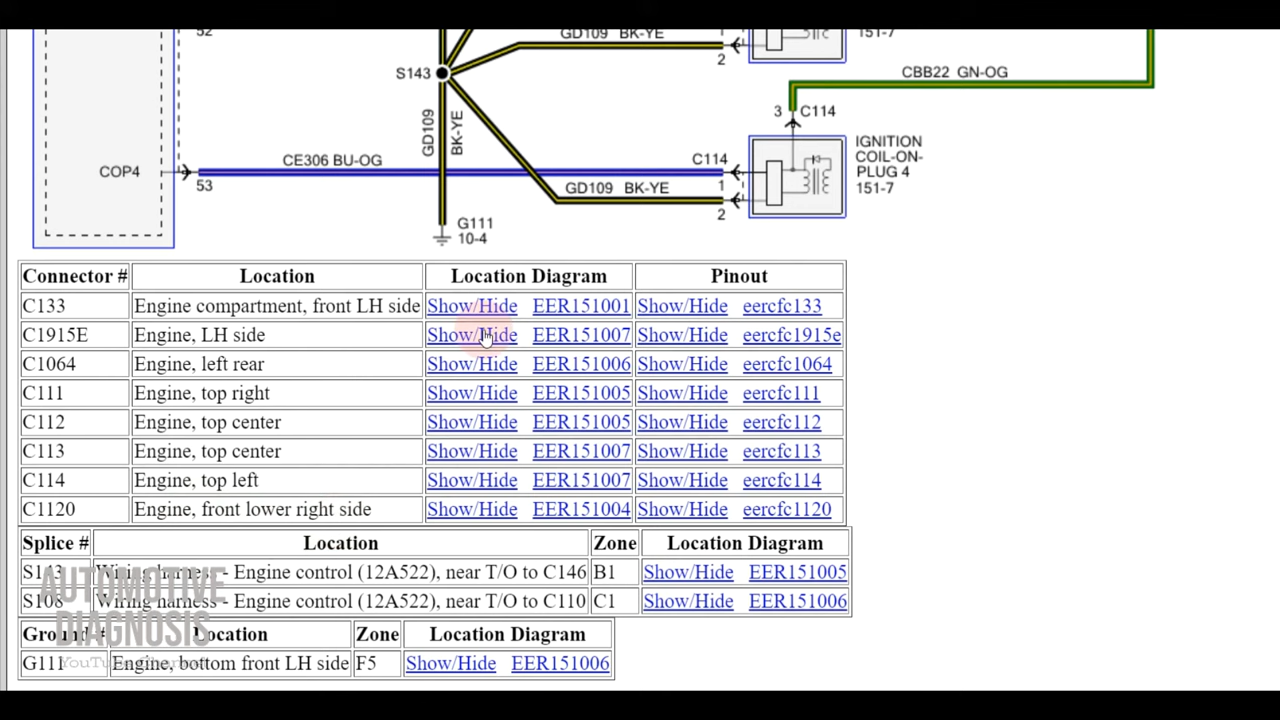 52
GD109 BK-YE
2
151-7
S143
CBB22 GN-OG
GD109
BK-YE
3 C114
IGNITION
COIL-ON-
PLUG 4
151-7
COP4
53
CE306 BU-OG
C114
1
GD109 BK-YE
2
G111
10-4
Connector # Location Location Diagram Pinout
C133 Engine compartment, front LH side Show/Hide EER151001 Show/Hide eercfc133
C1915E Engine, LH side Show/Hide EER151007 Show/Hide eercfc1915e
C1064 Engine, left rear Show/Hide EER151006 Show/Hide eercfc1064
C111 Engine, top right Show/Hide EER151005 Show/Hide eercfc111
C112 Engine, top center Show/Hide EER151005 Show/Hide eercfc112
C113 Engine, top center Show/Hide EER151007 Show/Hide eercfc113
C114 Engine, top left Show/Hide EER151007 Show/Hide eercfc114
C1120 Engine, front lower right side Show/Hide EER151004 Show/Hide eercfc1120
Splice # Location Zone Location Diagram
S143 Wiring harness - Engine control (12A522), near T/O to C146 B1 Show/Hide EER151005
S108 Wiring harness - Engine control (12A522), near T/O to C110 C1 Show/Hide EER151006
Ground # Location Zone Location Diagram
G111 Engine, bottom front LH side F5 Show/Hide EER151006
AUTOMOTIVE
DIAGNOSIS
YouTube Channel